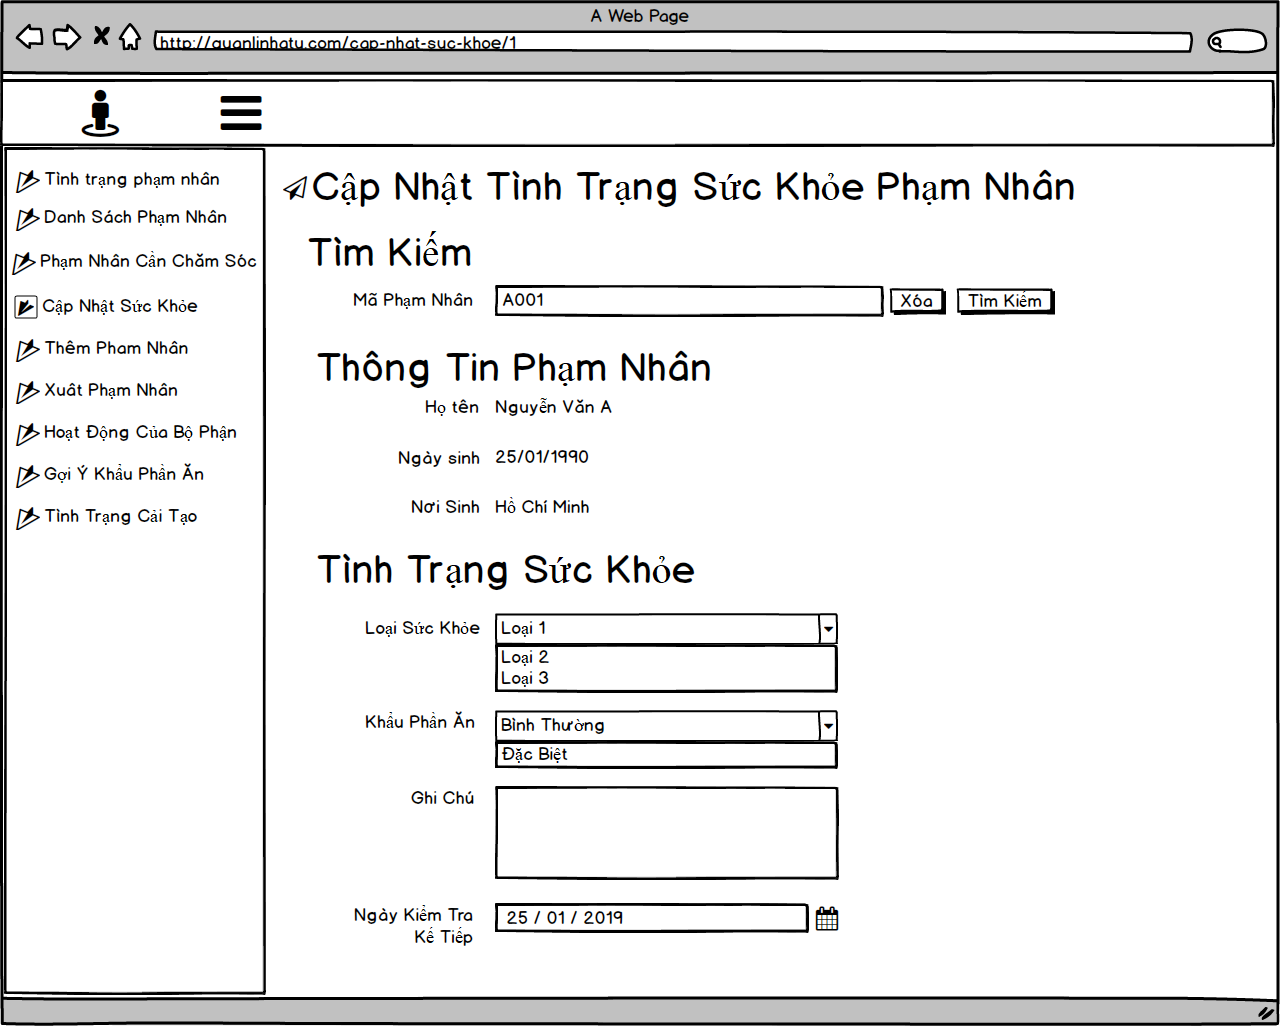 A Web Page
http://quanlinhatu.com/cap-nhat-suc-khoe/1
Tình trạng phạm nhân
Danh Sách Phạm Nhân
Phạm Nhân Cần Chăm Sóc
Cập Nhật Sức Khỏe
Thêm Pham Nhân
Xuât Phạm Nhân
Hoạt Động Của Bộ Phận
Gợi Ý Khẩu Phần Ăn
Tình Trạng Cải Tạo
Cập Nhật Tình Trạng Sức Khỏe Phạm Nhân
Tìm Kiếm
Mã Phạm Nhân A001 Xóa Tìm Kiếm
Thông Tin Phạm Nhân
Họ tên Nguyễn Văn A
Ngày sinh 25/01/1990
Nơi Sinh Hồ Chí Minh
Tình Trạng Sức Khỏe
Loại Sức Khỏe Loại 1
Loại 2
Loại 3
Khẩu Phần Ăn Bình Thường
Đặc Biệt
Ghi Chú
Ngày Kiểm Tra 25 / 01 / 2019
Kế Tiếp